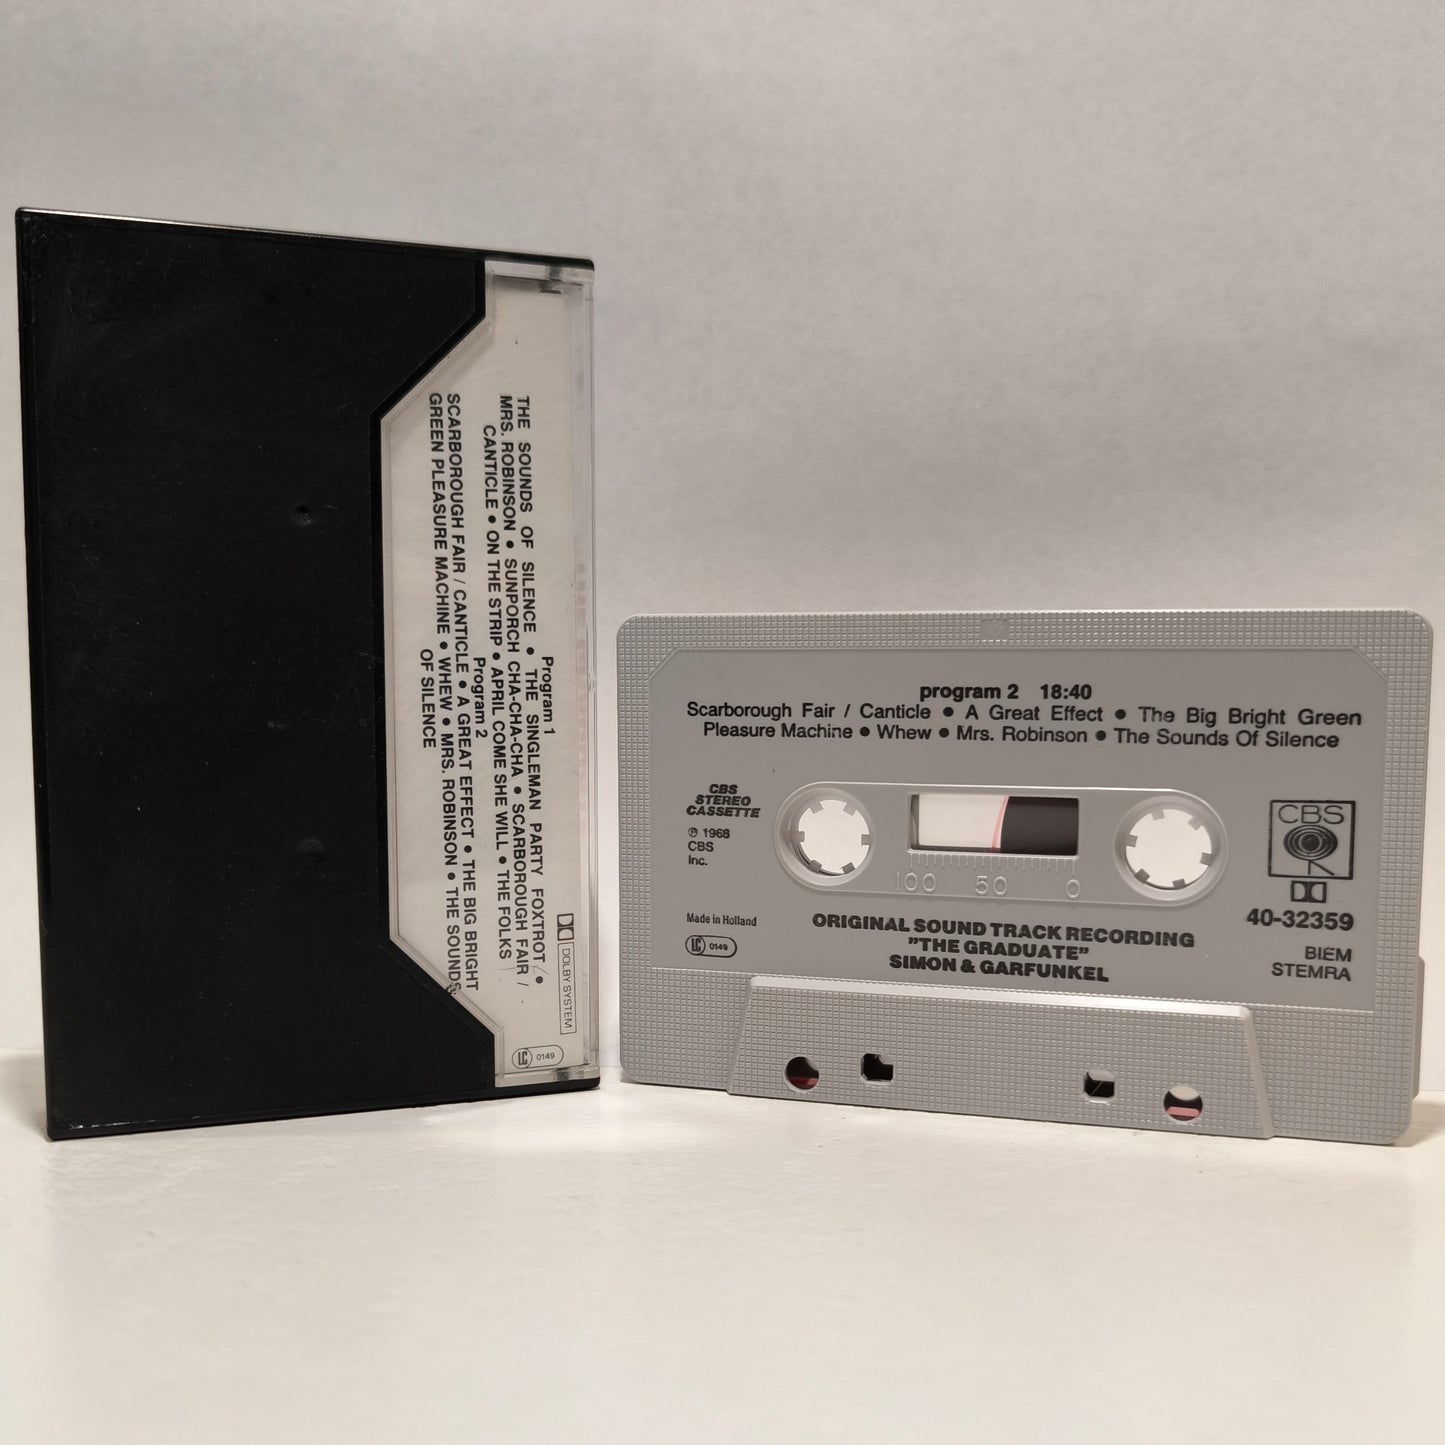 Program 1
THE SOUNDS OF SILENCE • THE SINGLEMAN PARTY FOXTROT •
MRS. ROBINSON • SUNPORCH CHA-CHA-CHA • SCARBOROUGH FAIR /
CANTICLE • ON THE STRIP • APRIL COME SHE WILL • THE FOLKS
Program 2
SCARBOROUGH FAIR / CANTICLE • A GREAT EFFECT • THE BIG BRIGHT
GREEN PLEASURE MACHINE • WHEW • MRS. ROBINSON • THE SOUNDS
OF SILENCE
DOLBY SYSTEM
LC 0149
program 2 18:40
Scarborough Fair / Canticle • A Great Effect • The Big Bright Green
Pleasure Machine • Whew • Mrs. Robinson • The Sounds Of Silence
CBS
STEREO
CASSETTE
℗ 1968
CBS
Inc.
Made in Holland
LC 0149
100 50 0
CBS
40-32359
BIEM
STEMRA
ORIGINAL SOUND TRACK RECORDING
"THE GRADUATE"
SIMON & GARFUNKEL